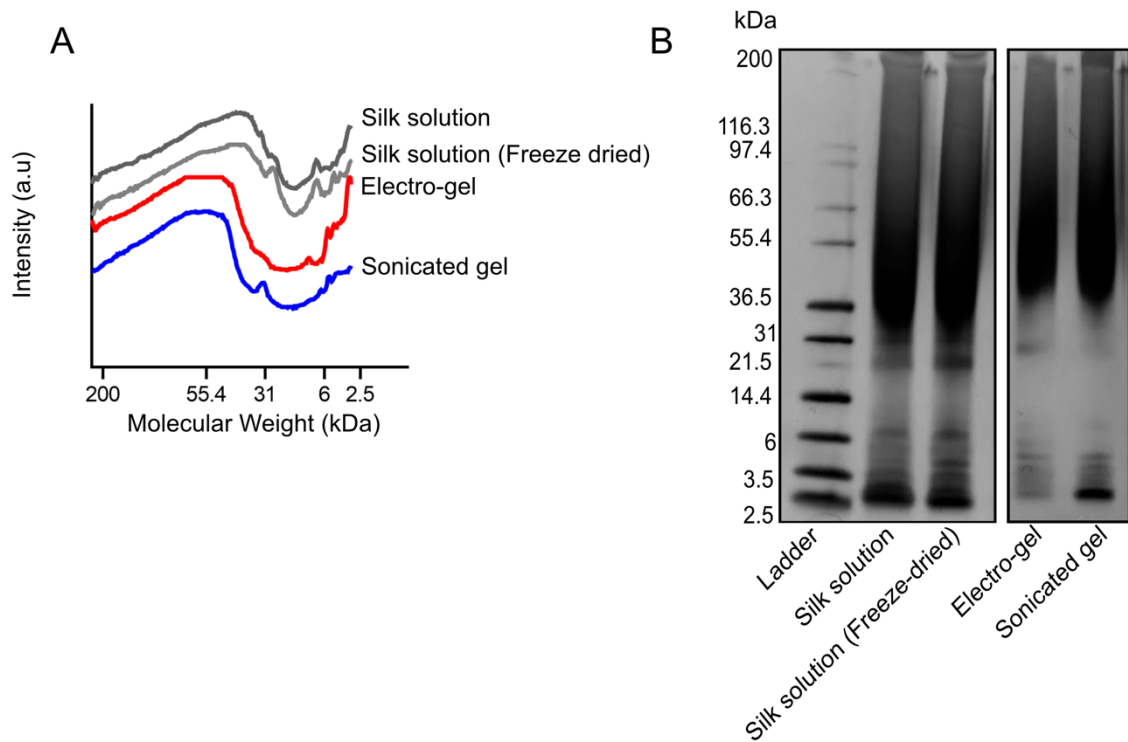 A
Intensity (a.u)
Silk solution
Silk solution (Freeze dried)
Electro-gel
Sonicated gel
200 55.4 31 6 2.5
Molecular Weight (kDa)
B
kDa
200
116.3
97.4
66.3
55.4
36.5
31
21.5
14.4
6
3.5
2.5
Ladder
Silk solution
Silk solution (Freeze-dried)
Electro-gel
Sonicated gel